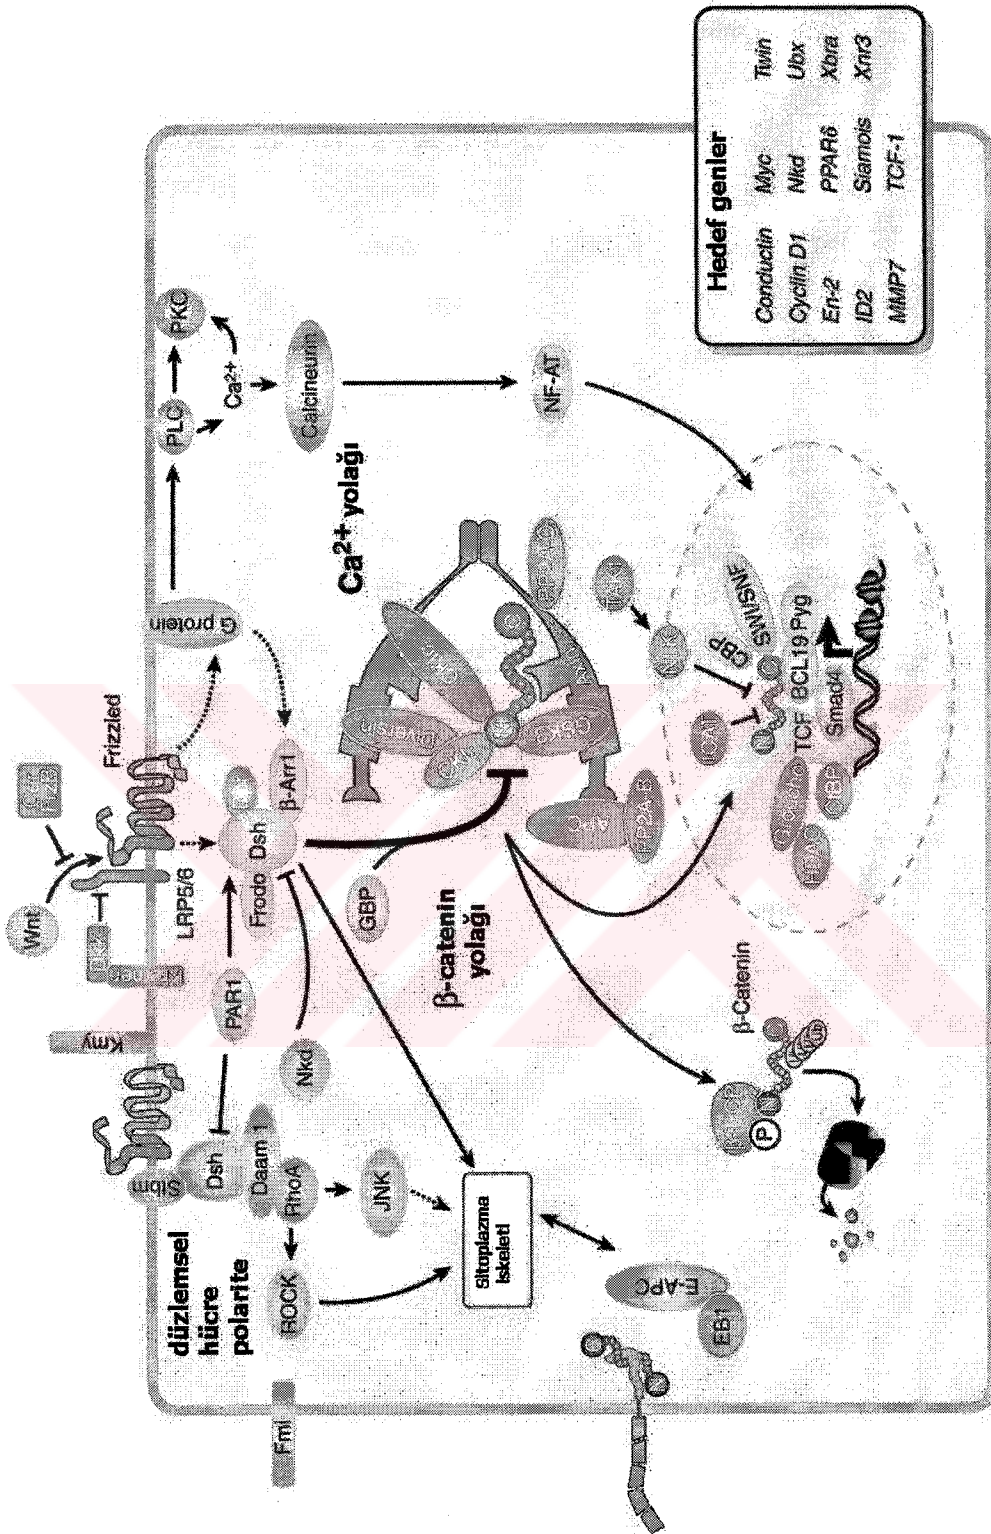 düzlemsel
hücre
polarite
Fmi
ROCK
Stbm
Dsh
Daam 1
RhoA
JNK
Kmy
PAR1
Nkd
Sitoplazma
iskeleti
E-APC
EB1
Wnt
LRP5/6
Frizzled
Frodo
Dsh
β-Arr1
G protein
GBP
β-catenin
yolağı
PLC
PKC
Ca²⁺
Calcineurin
Ca²⁺ yolağı
NF-AT
APC
β-Catenin
P
N
CBP
SWI/SNF
TCF
BCL19
Pyg
Smad4
Hedef genler
Conductin Myc Twin
Cyclin D1 Nkd Ubx
En-2 PPARδ Xbra
ID2 Siamois Xnr3
MMP7 TCF-1